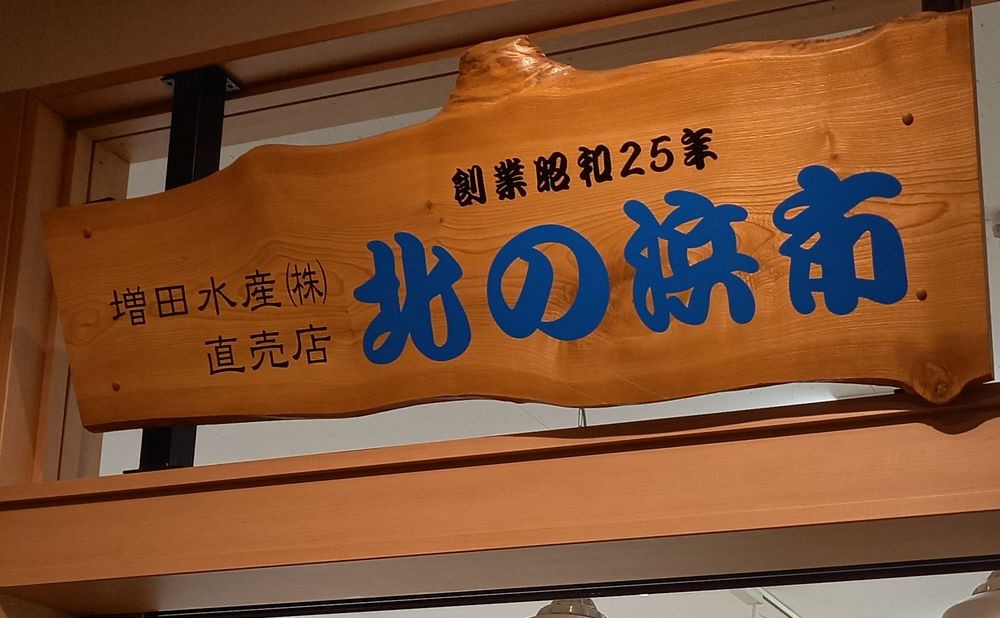 創業昭和25年
北の浜市
増田水産㈱
直売店